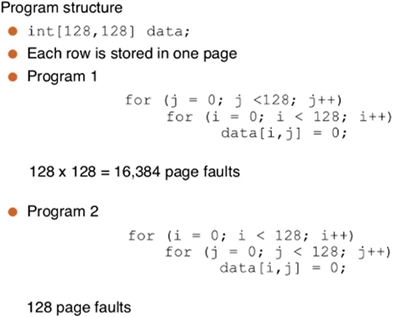 Program structure
int[128,128] data;
Each row is stored in one page
Program 1
for (j = 0; j <128; j++)
for (i = 0; i < 128; i++)
data[i,j] = 0;
128 x 128 = 16,384 page faults
Program 2
for (i = 0; i < 128; i++)
for (j = 0; j < 128; j++)
data[i,j] = 0;
128 page faults